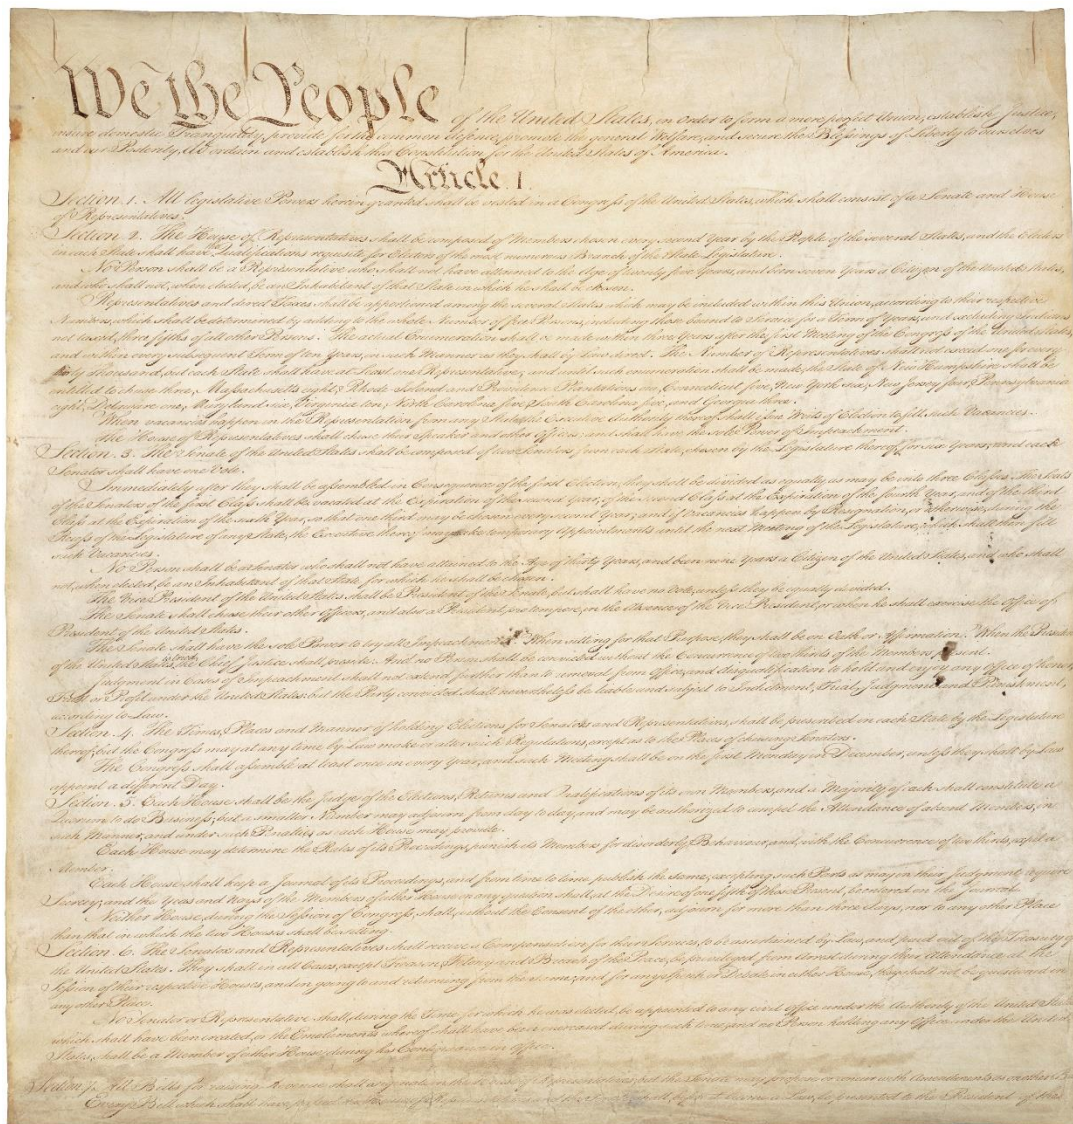 We the People of the United States, in Order to form a more perfect Union, establish Justice,
insure domestic Tranquility, provide for the common defence, promote the general Welfare, and secure the Blessings of Liberty to ourselves
and our Posterity, do ordain and establish this Constitution for the United States of America.
Article. I.
Section. 1. All legislative Powers herein granted shall be vested in a Congress of the United States, which shall consist of a Senate and House
of Representatives.
Section. 2. The House of Representatives shall be composed of Members chosen every second Year by the People of the several States, and the Electors
in each State shall have the Qualifications requisite for Electors of the most numerous Branch of the State Legislature.
No Person shall be a Representative who shall not have attained to the Age of twenty five Years, and been seven Years a Citizen of the United States,
and who shall not, when elected, be an Inhabitant of that State in which he shall be chosen.
Representatives and direct Taxes shall be apportioned among the several States which may be included within this Union, according to their respective
Numbers, which shall be determined by adding to the whole Number of free Persons, including those bound to Service for a Term of Years, and excluding Indians
not taxed, three fifths of all other Persons. The actual Enumeration shall be made within three Years after the first Meeting of the Congress of the United States,
and within every subsequent Term of ten Years, in such Manner as they shall by Law direct. The Number of Representatives shall not exceed one for every
thirty Thousand, but each State shall have at Least one Representative; and until such enumeration shall be made, the State of New Hampshire shall be
entitled to chuse three, Massachusetts eight, Rhode-Island and Providence Plantations one, Connecticut five, New-York six, New Jersey four, Pennsylvania
eight, Delaware one, Maryland six, Virginia ten, North Carolina five, South Carolina five, and Georgia three.
When vacancies happen in the Representation from any State, the Executive Authority thereof shall issue Writs of Election to fill such Vacancies.
The House of Representatives shall chuse their Speaker and other Officers; and shall have the sole Power of Impeachment.
Section. 3. The Senate of the United States shall be composed of two Senators from each State, chosen by the Legislature thereof, for six Years; and each
Senator shall have one Vote.
Immediately after they shall be assembled in Consequence of the first Election, they shall be divided as equally as may be into three Classes. The Seats
of the Senators of the first Class shall be vacated at the Expiration of the second Year, of the second Class at the Expiration of the fourth Year, and of the third
Class at the Expiration of the sixth Year, so that one third may be chosen every second Year; and if Vacancies happen by Resignation, or otherwise, during the
Recess of the Legislature of any State, the Executive thereof may make temporary Appointments until the next Meeting of the Legislature, which shall then fill
such Vacancies.
No Person shall be a Senator who shall not have attained to the Age of thirty Years, and been nine Years a Citizen of the United States, and who shall
not, when elected, be an Inhabitant of that State for which he shall be chosen.
The Vice President of the United States shall be President of the Senate, but shall have no Vote, unless they be equally divided.
The Senate shall chuse their other Officers, and also a President pro tempore, in the Absence of the Vice President, or when he shall exercise the Office of
President of the United States.
The Senate shall have the sole Power to try all Impeachments. When sitting for that Purpose, they shall be on Oath or Affirmation. When the President
of the United States is tried, the Chief Justice shall preside: And no Person shall be convicted without the Concurrence of two thirds of the Members present.
Judgment in Cases of Impeachment shall not extend further than to removal from Office, and disqualification to hold and enjoy any Office of honor,
Trust or Profit under the United States: but the Party convicted shall nevertheless be liable and subject to Indictment, Trial, Judgment and Punishment,
according to Law.
Section. 4. The Times, Places and Manner of holding Elections for Senators and Representatives, shall be prescribed in each State by the Legislature
thereof; but the Congress may at any time by Law make or alter such Regulations, except as to the Places of chusing Senators.
The Congress shall assemble at least once in every Year, and such Meeting shall be on the first Monday in December, unless they shall by Law
appoint a different Day.
Section. 5. Each House shall be the Judge of the Elections, Returns and Qualifications of its own Members, and a Majority of each shall constitute a
Quorum to do Business; but a smaller Number may adjourn from day to day, and may be authorized to compel the Attendance of absent Members, in
such Manner, and under such Penalties as each House may provide.
Each House may determine the Rules of its Proceedings, punish its Members for disorderly Behaviour, and, with the Concurrence of two thirds, expel a
Member.
Each House shall keep a Journal of its Proceedings, and from time to time publish the same, excepting such Parts as may in their Judgment require
Secrecy; and the Yeas and Nays of the Members of either House on any question shall, at the Desire of one fifth of those Present, be entered on the Journal.
Neither House, during the Session of Congress, shall, without the Consent of the other, adjourn for more than three days, nor to any other Place
than that in which the two Houses shall be sitting.
Section. 6. The Senators and Representatives shall receive a Compensation for their Services, to be ascertained by Law, and paid out of the Treasury of
the United States. They shall in all Cases, except Treason, Felony and Breach of the Peace, be privileged from Arrest during their Attendance at the
Session of their respective Houses, and in going to and returning from the same; and for any Speech or Debate in either House, they shall not be questioned in
any other Place.
No Senator or Representative shall, during the Time for which he was elected, be appointed to any civil Office under the Authority of the United States,
which shall have been created, or the Emoluments whereof shall have been encreased during such time; and no Person holding any Office under the United
States, shall be a Member of either House during his Continuance in Office.
Section. 7. All Bills for raising Revenue shall originate in the House of Representatives; but the Senate may propose or concur with Amendments as on other Bills.
Every Bill which shall have passed the House of Representatives and the Senate, shall, before it become a Law, be presented to the President of the